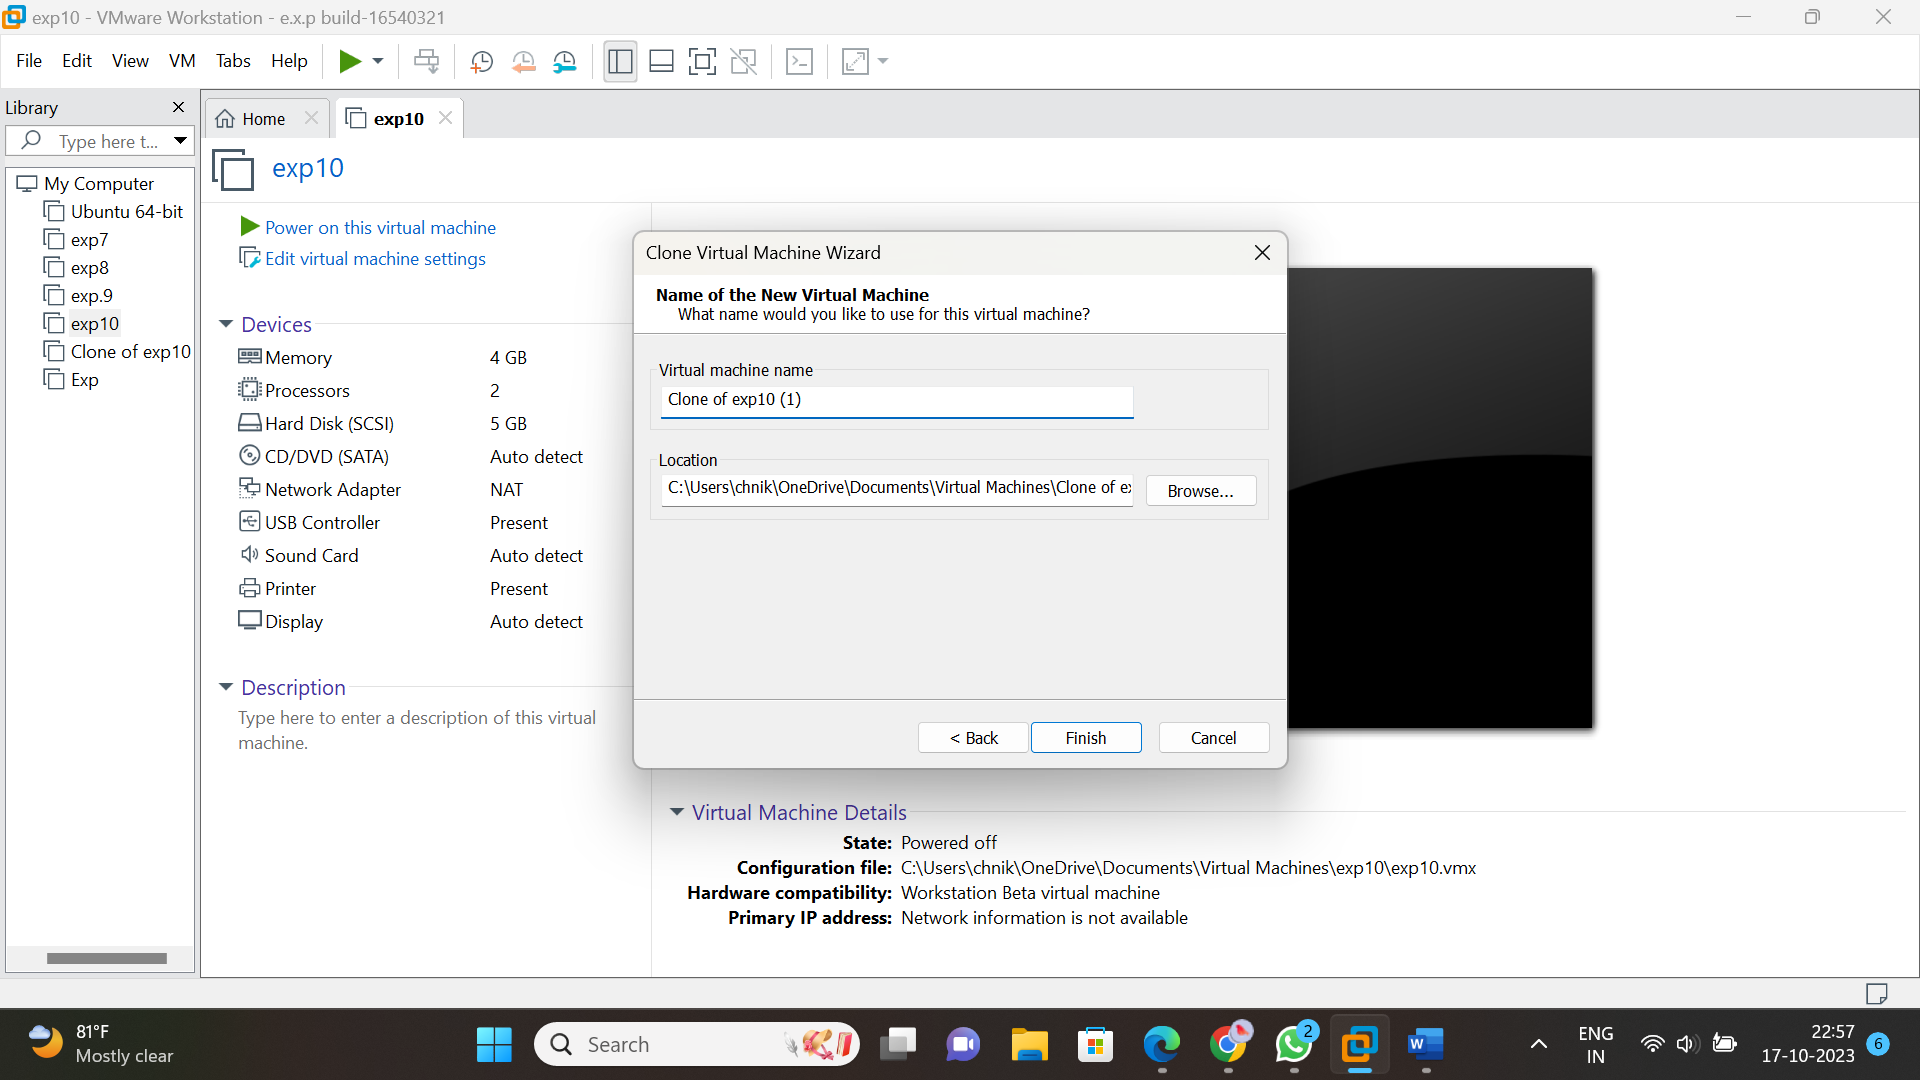 exp10 - VMware Workstation - e.x.p build-16540321
File Edit View VM Tabs Help
Library
Type here t...
My Computer
Ubuntu 64-bit
exp7
exp8
exp.9
exp10
Clone of exp10
Exp
Home
exp10
exp10
Power on this virtual machine
Edit virtual machine settings
Devices
Memory 4 GB
Processors 2
Hard Disk (SCSI) 5 GB
CD/DVD (SATA) Auto detect
Network Adapter NAT
USB Controller Present
Sound Card Auto detect
Printer Present
Display Auto detect
Description
Type here to enter a description of this virtual
machine.
Clone Virtual Machine Wizard
Name of the New Virtual Machine
What name would you like to use for this virtual machine?
Virtual machine name
Clone of exp10 (1)
Location
C:\Users\chnik\OneDrive\Documents\Virtual Machines\Clone of ex
Browse...
< Back Finish Cancel
Virtual Machine Details
State: Powered off
Configuration file: C:\Users\chnik\OneDrive\Documents\Virtual Machines\exp10\exp10.vmx
Hardware compatibility: Workstation Beta virtual machine
Primary IP address: Network information is not available
81°F
Mostly clear
Search
2
W
ENG
IN
22:57
17-10-2023
6